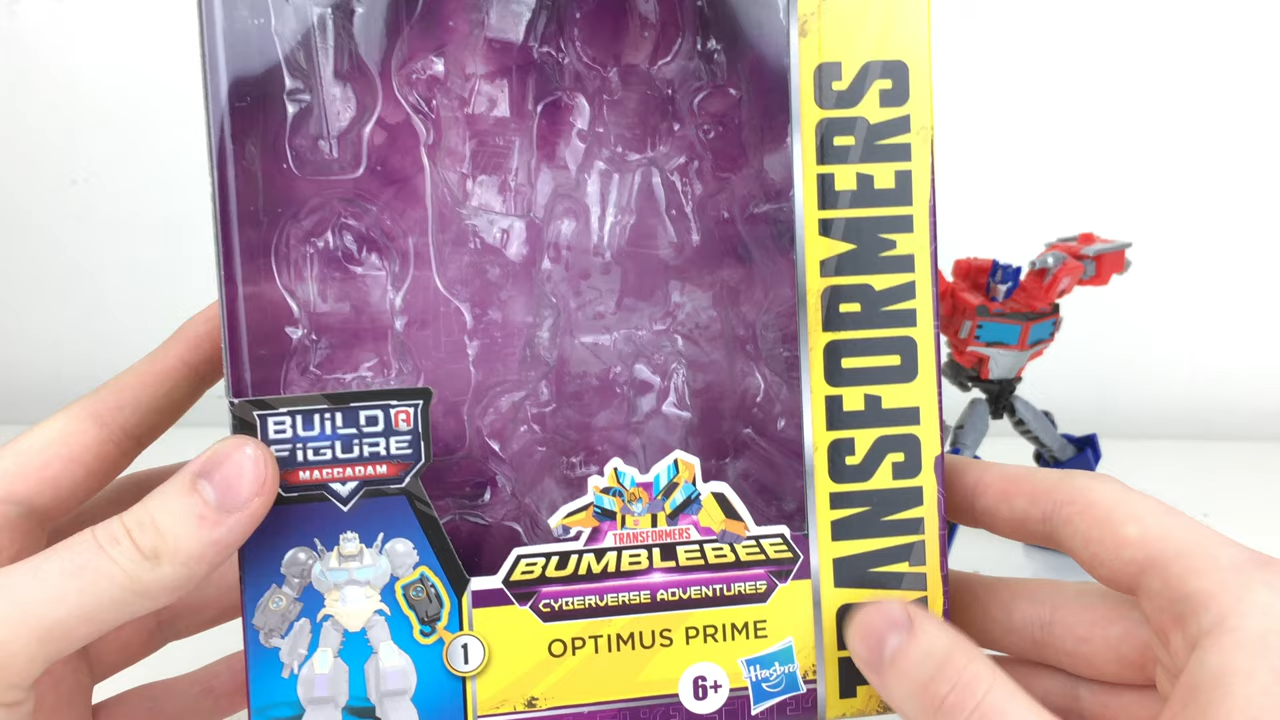 BUILD A
FIGURE
MACCADAM
1
TRANSFORMERS
BUMBLEBEE
CYBERVERSE ADVENTURES
OPTIMUS PRIME
6+
Hasbro
TRANSFORMERS